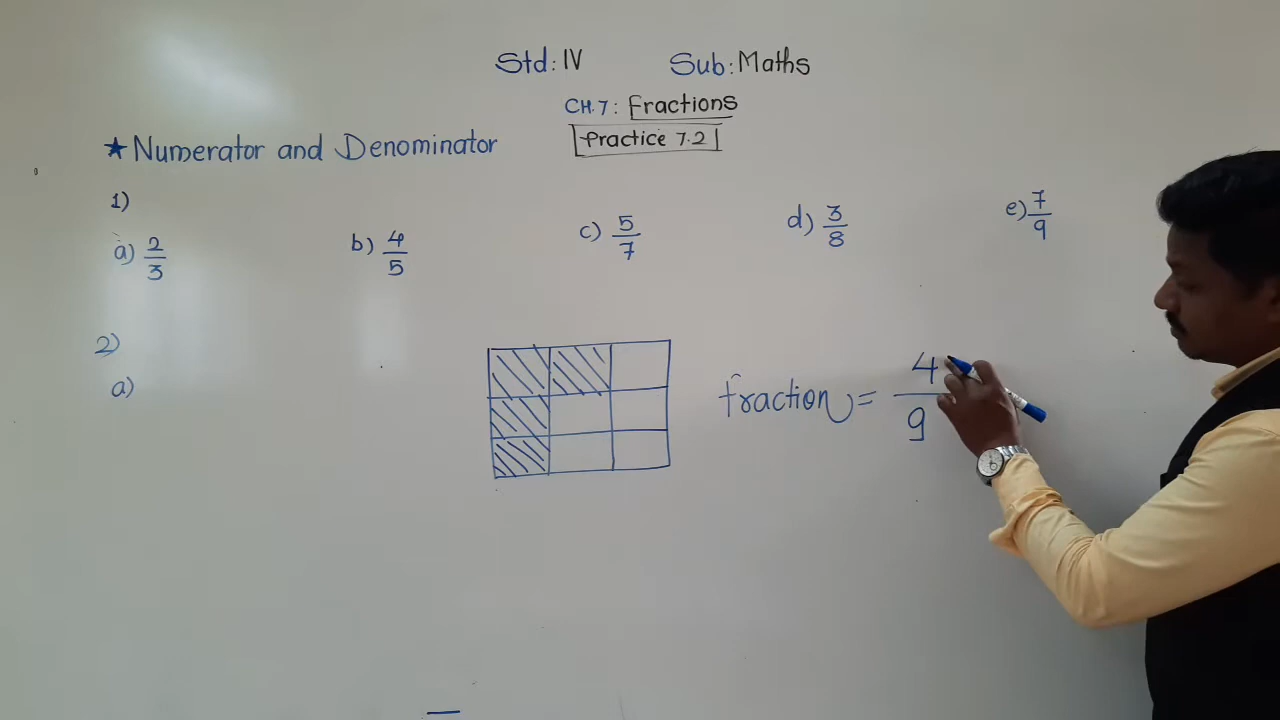 Std: IV Sub: Maths
CH.7: Fractions
Practice 7.2
★ Numerator and Denominator
1)
a) 2/3 b) 4/5 c) 5/7 d) 3/8 e) 7/9
2)
a)
fraction = 4/9